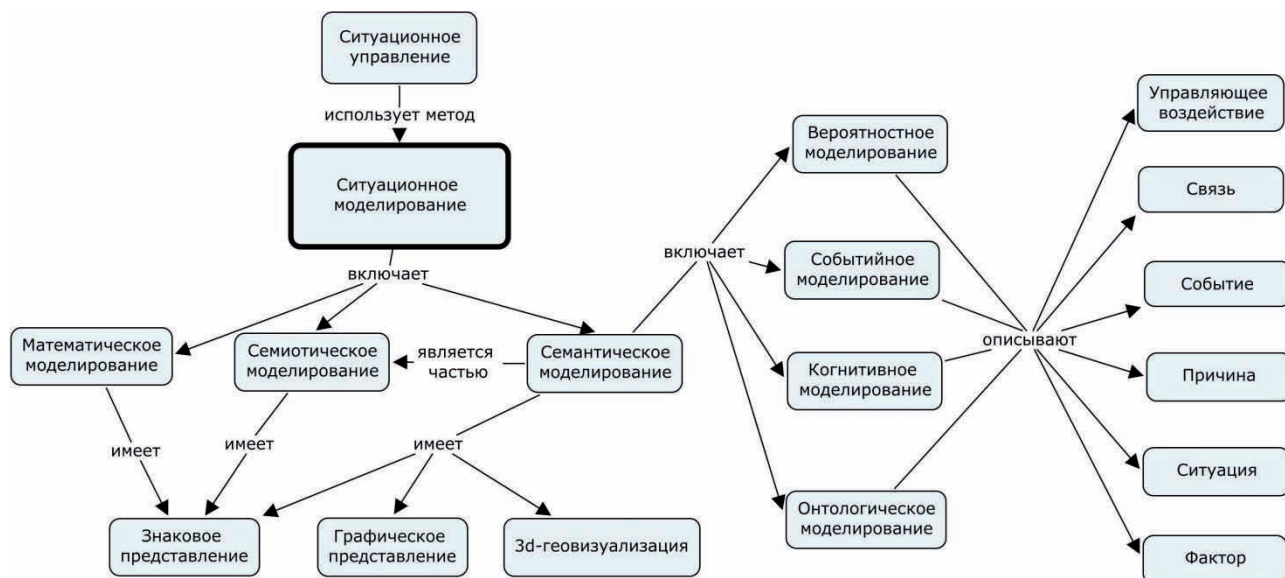 Ситуационное
управление
использует метод
Ситуационное
моделирование
включает
Математическое
моделирование
Семиотическое
моделирование
является
частью
Семантическое
моделирование
имеет
имеет
имеет
Знаковое
представление
Графическое
представление
3d-геовизуализация
включает
Вероятностное
моделирование
Событийное
моделирование
Когнитивное
моделирование
Онтологическое
моделирование
описывают
Управляющее
воздействие
Связь
Событие
Причина
Ситуация
Фактор